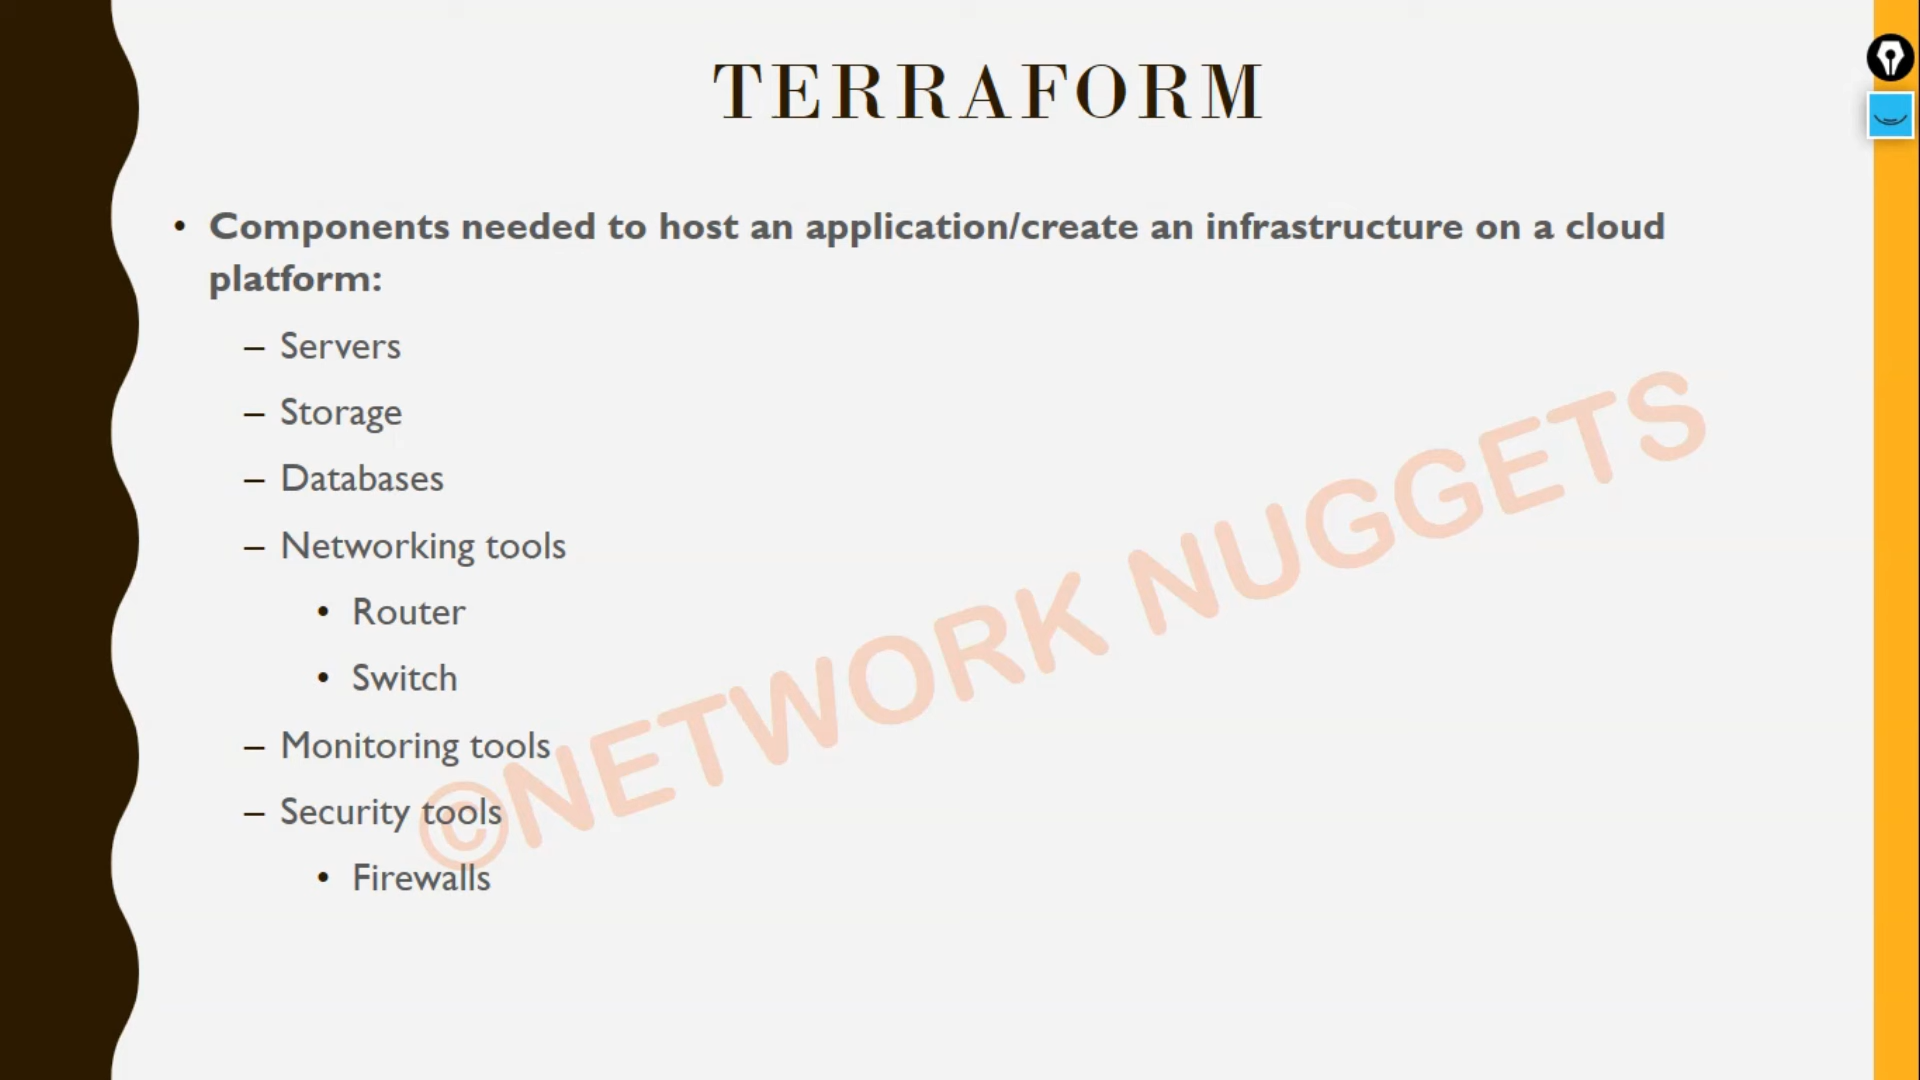 TERRAFORM
• Components needed to host an application/create an infrastructure on a cloud
platform:
– Servers
– Storage
– Databases
– Networking tools
• Router
• Switch
– Monitoring tools
– Security tools
• Firewalls
©NETWORK NUGGETS